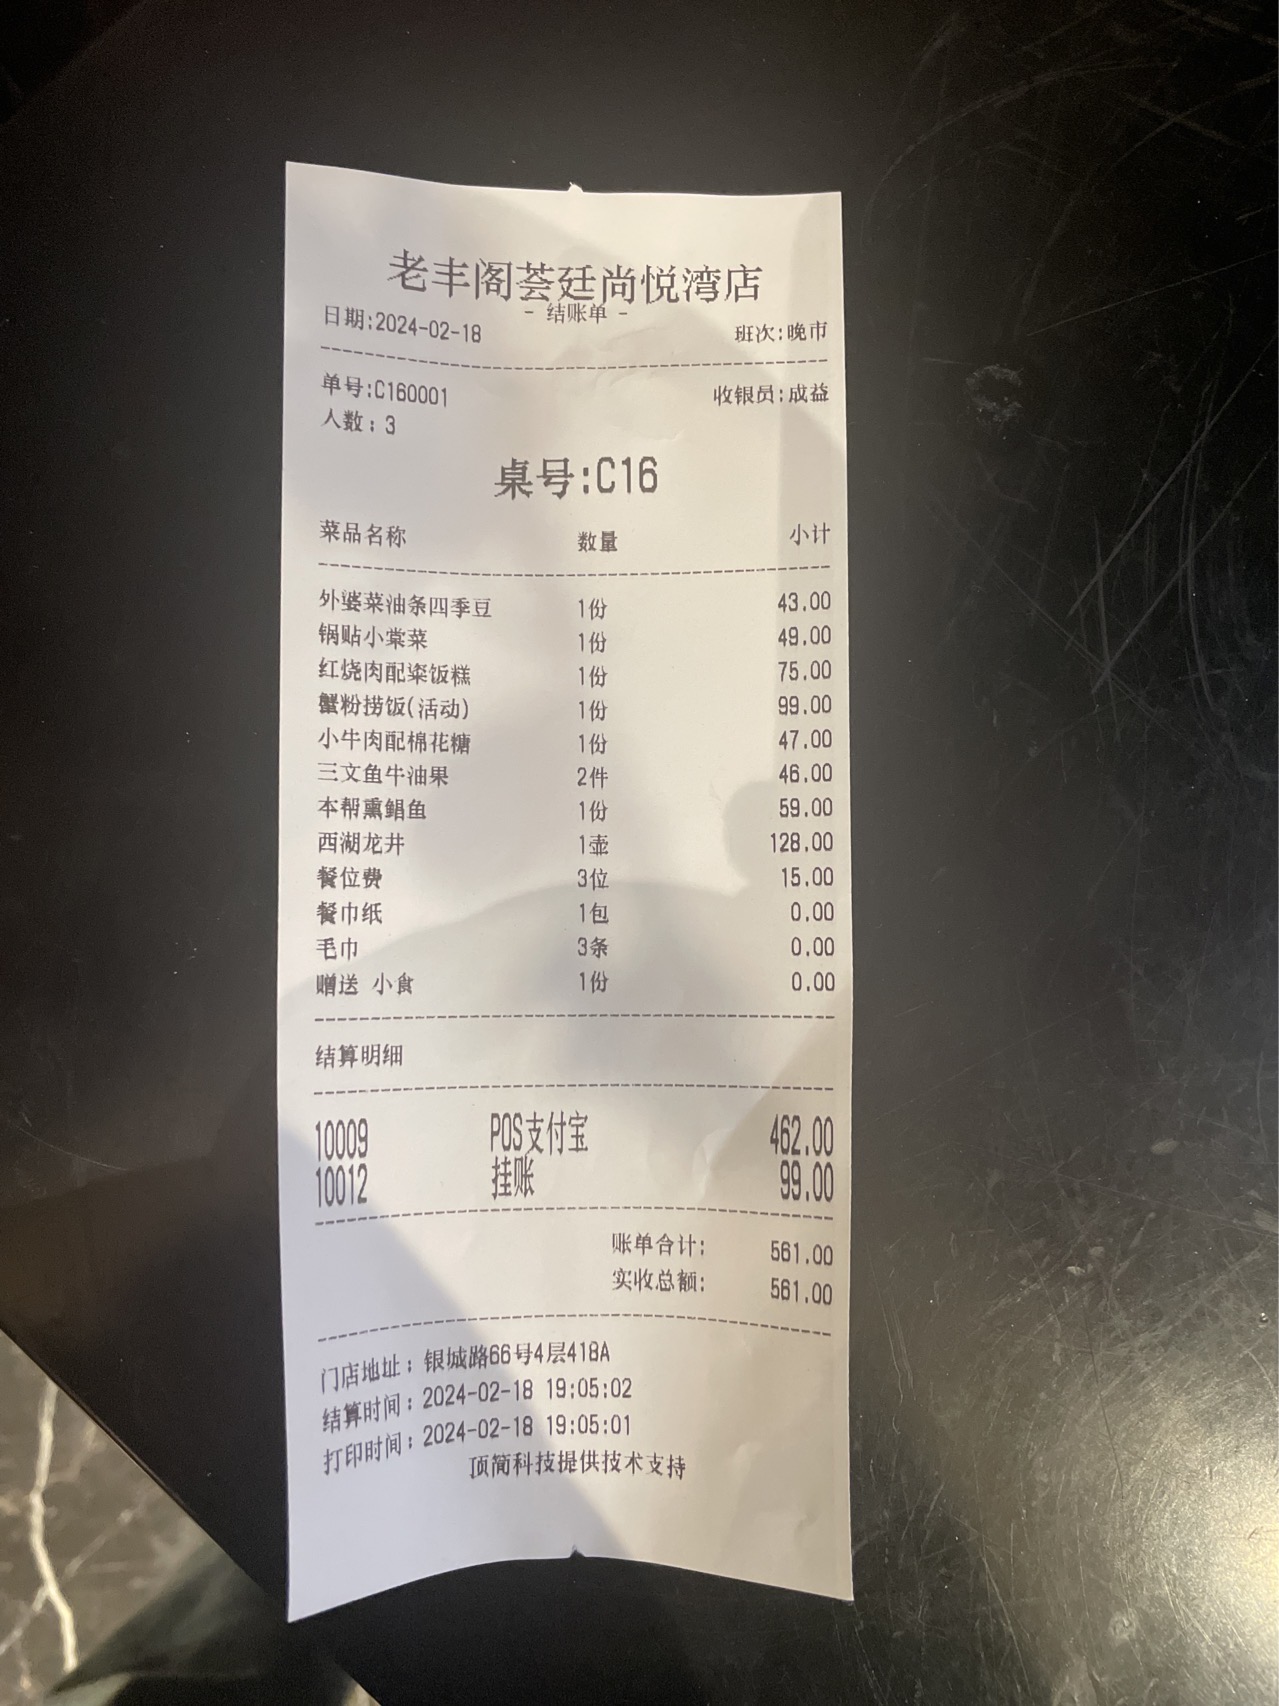 老丰阁荟廷尚悦湾店
- 结账单 -
日期:2024-02-18 班次:晚市
单号:C160001 收银员:成益
人数: 3
桌号:C16
菜品名称 数量 小计
外婆菜油条四季豆 1份 43.00
锅贴小棠菜 1份 49.00
红烧肉配粢饭糕 1份 75.00
蟹粉捞饭(活动) 1份 99.00
小牛肉配棉花糖 1份 47.00
三文鱼牛油果 2件 46.00
本帮熏鲳鱼 1份 59.00
西湖龙井 1壶 128.00
餐位费 3位 15.00
餐巾纸 1包 0.00
毛巾 3条 0.00
赠送 小食 1份 0.00
结算明细
10009 POS支付宝 462.00
10012 挂账 99.00
账单合计: 561.00
实收总额: 561.00
门店地址: 银城路66号4层418A
结算时间: 2024-02-18 19:05:02
打印时间: 2024-02-18 19:05:01
顶简科技提供技术支持